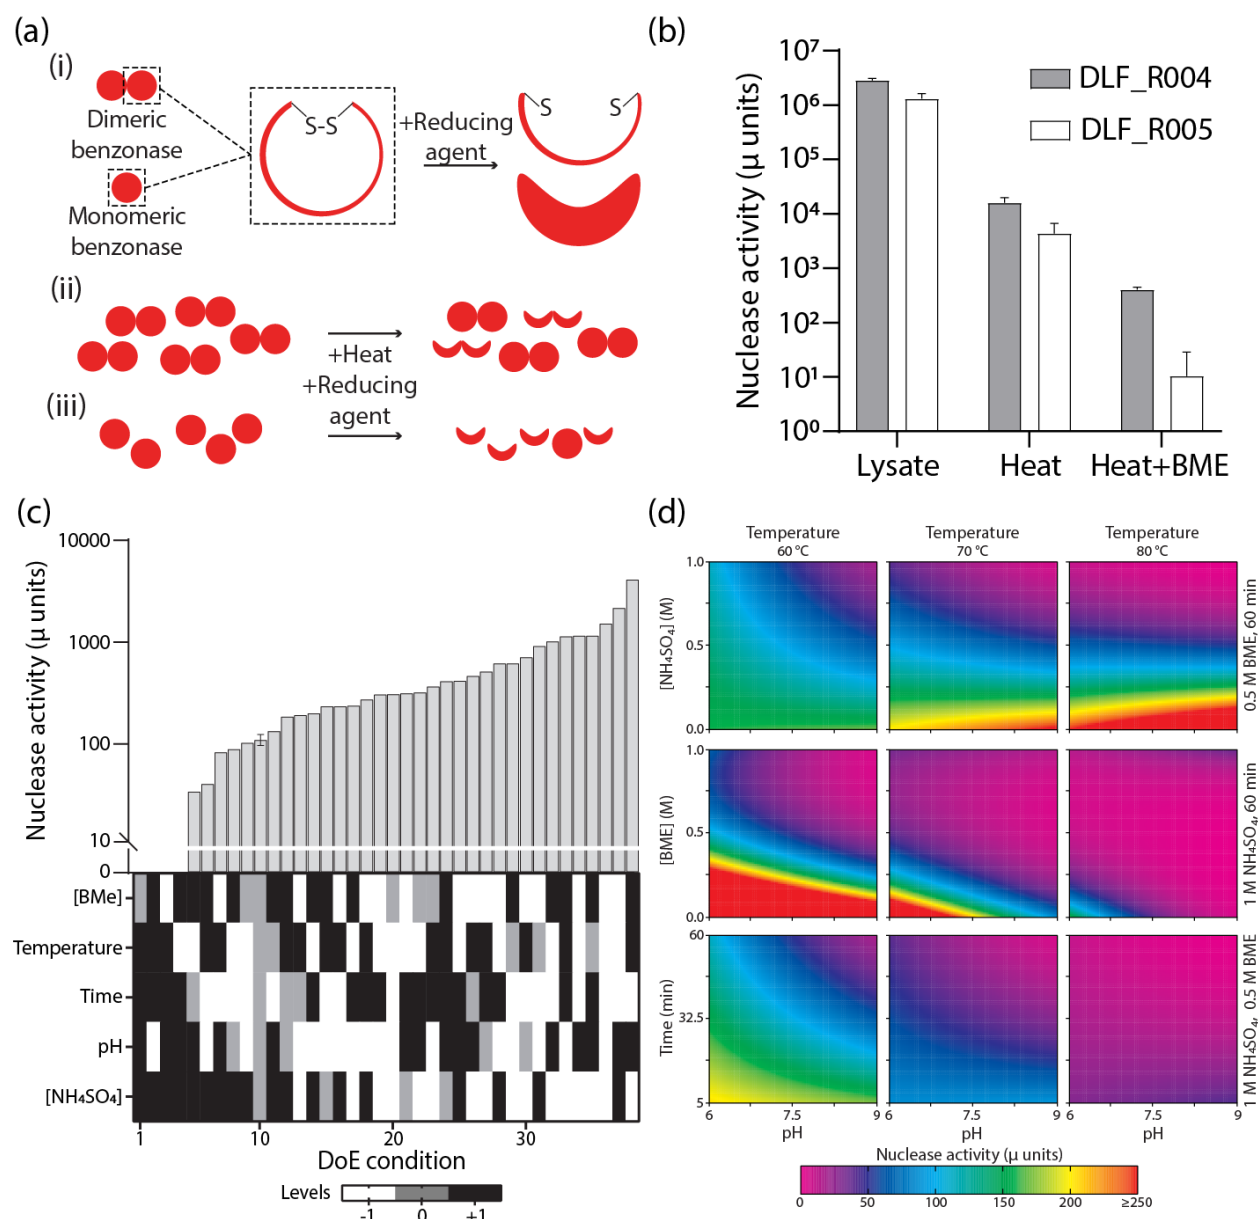 (a)
(i)
Dimeric
benzonase
Monomeric
benzonase
S-S
+Reducing
agent
S
S
(ii)
+Heat
+Reducing
agent
(iii)
(b)
Nuclease activity (µ units)
10⁷
10⁶
10⁵
10⁴
10³
10²
10¹
10⁰
DLF_R004
DLF_R005
Lysate
Heat
Heat+BME
(c)
Nuclease activity (µ units)
10000
1000
100
10
0
[BMe]
Temperature
Time
pH
[NH₄SO₄]
1
10
20
30
DoE condition
Levels
-1
0
+1
(d)
Temperature
60 °C
Temperature
70 °C
Temperature
80 °C
[NH₄SO₄] (M)
1.0
0.5
0.0
0.5 M BME, 60 min
[BME] (M)
1.0
0.5
0.0
1 M NH₄SO₄, 60 min
Time (min)
60
32.5
5
1 M NH₄SO₄, 0.5 M BME
6
7.5
9
6
7.5
9
6
7.5
9
pH
pH
pH
Nuclease activity (µ units)
0
50
100
150
200
≥250